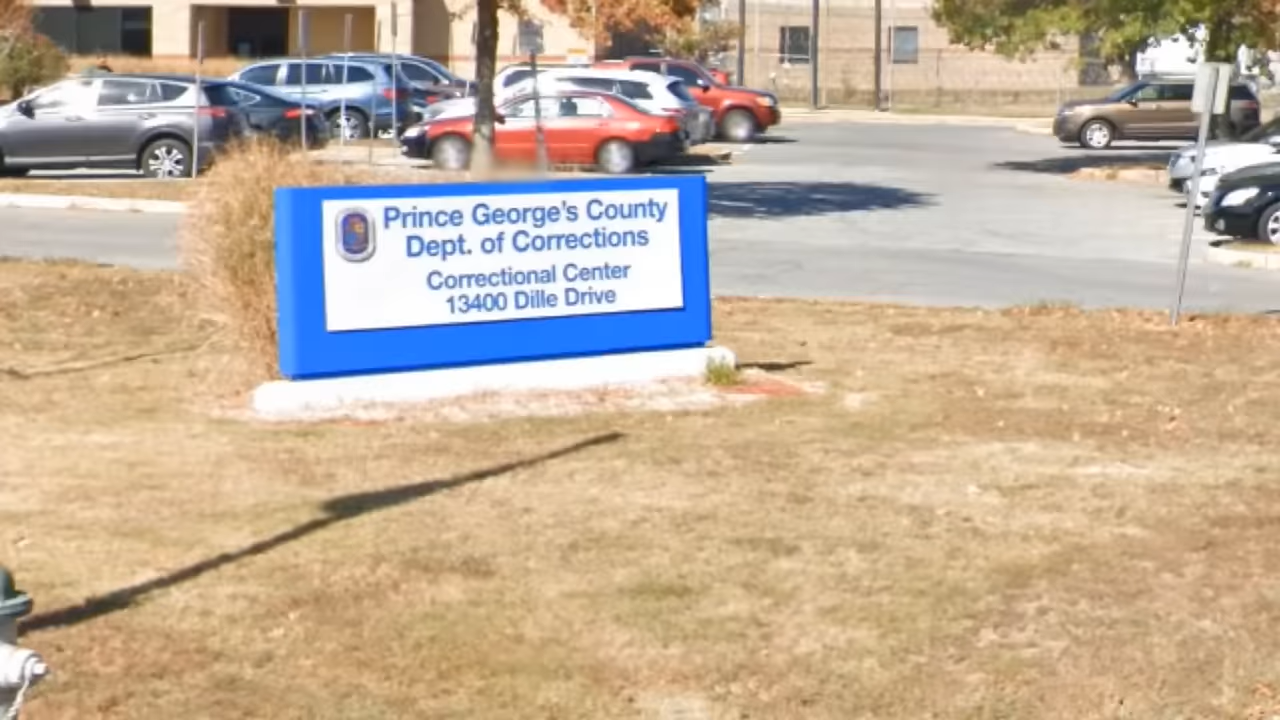 Prince George's County
Dept. of Corrections
Correctional Center
13400 Dille Drive